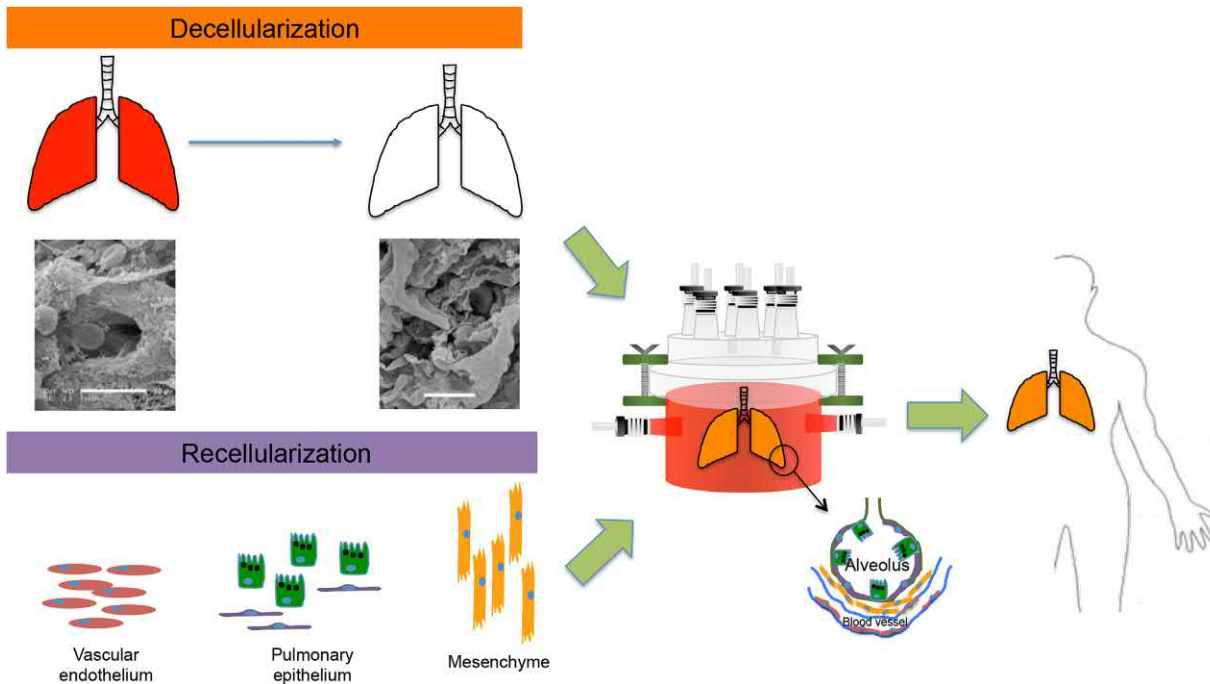 Decellularization
Recellularization
Vascular
endothelium
Pulmonary
epithelium
Mesenchyme
Alveolus
Blood vessel